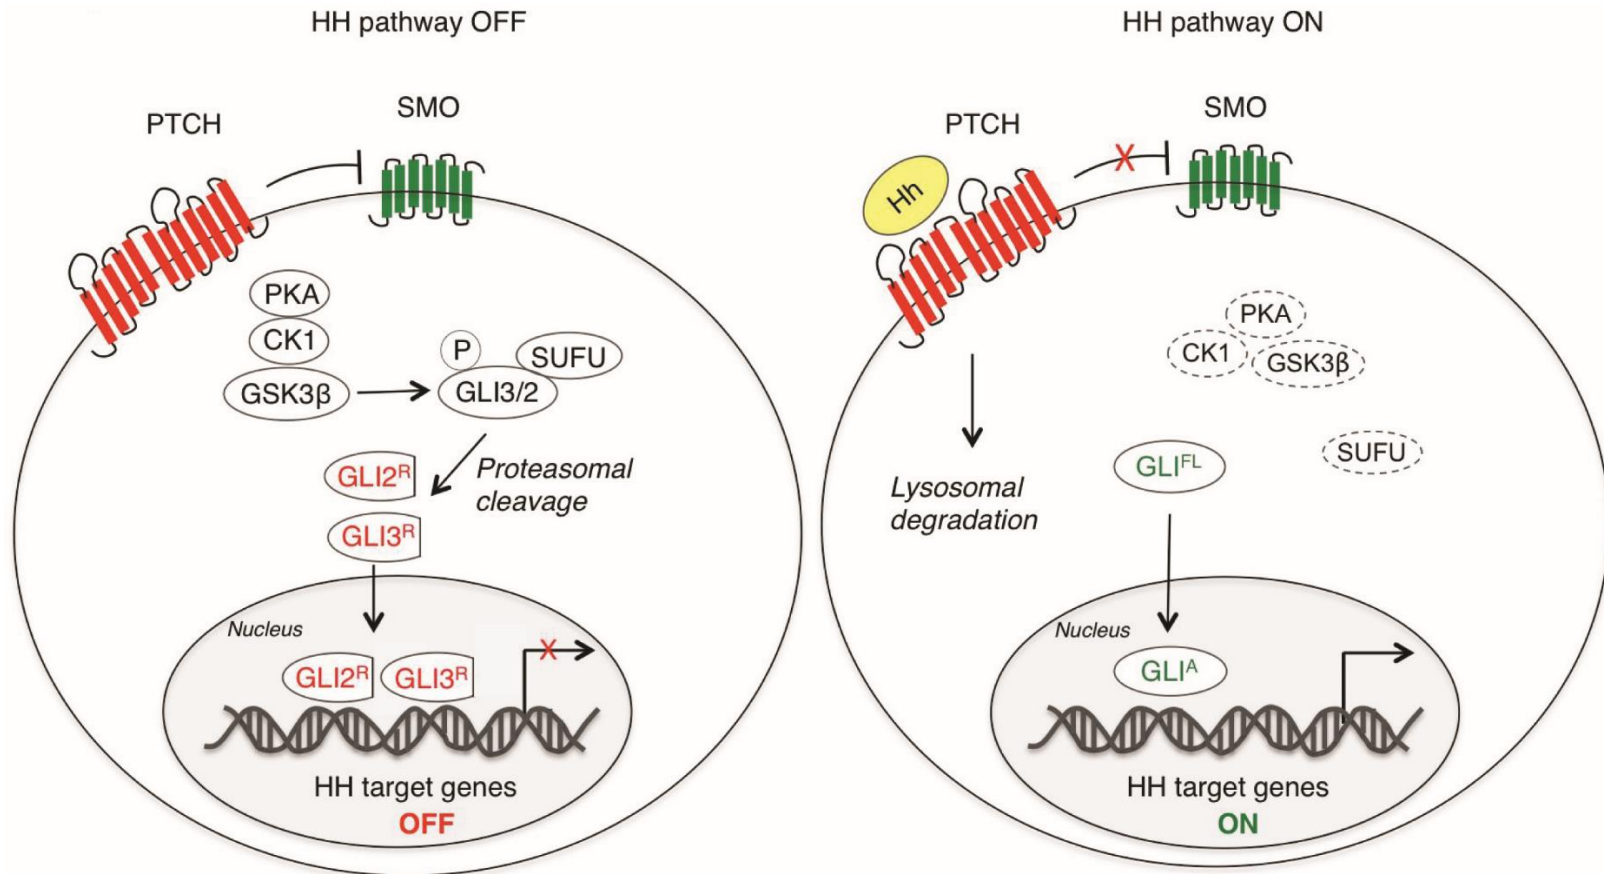 HH pathway OFF
PTCH
SMO
PKA
CK1
GSK3β
P
SUFU
GLI3/2
GLI2ᴿ
Proteasomal
cleavage
GLI3ᴿ
Nucleus
GLI2ᴿ
GLI3ᴿ
X
HH target genes
OFF
HH pathway ON
PTCH
SMO
X
Hh
PKA
CK1
GSK3β
SUFU
GLIFL
Lysosomal
degradation
Nucleus
GLIᴬ
HH target genes
ON